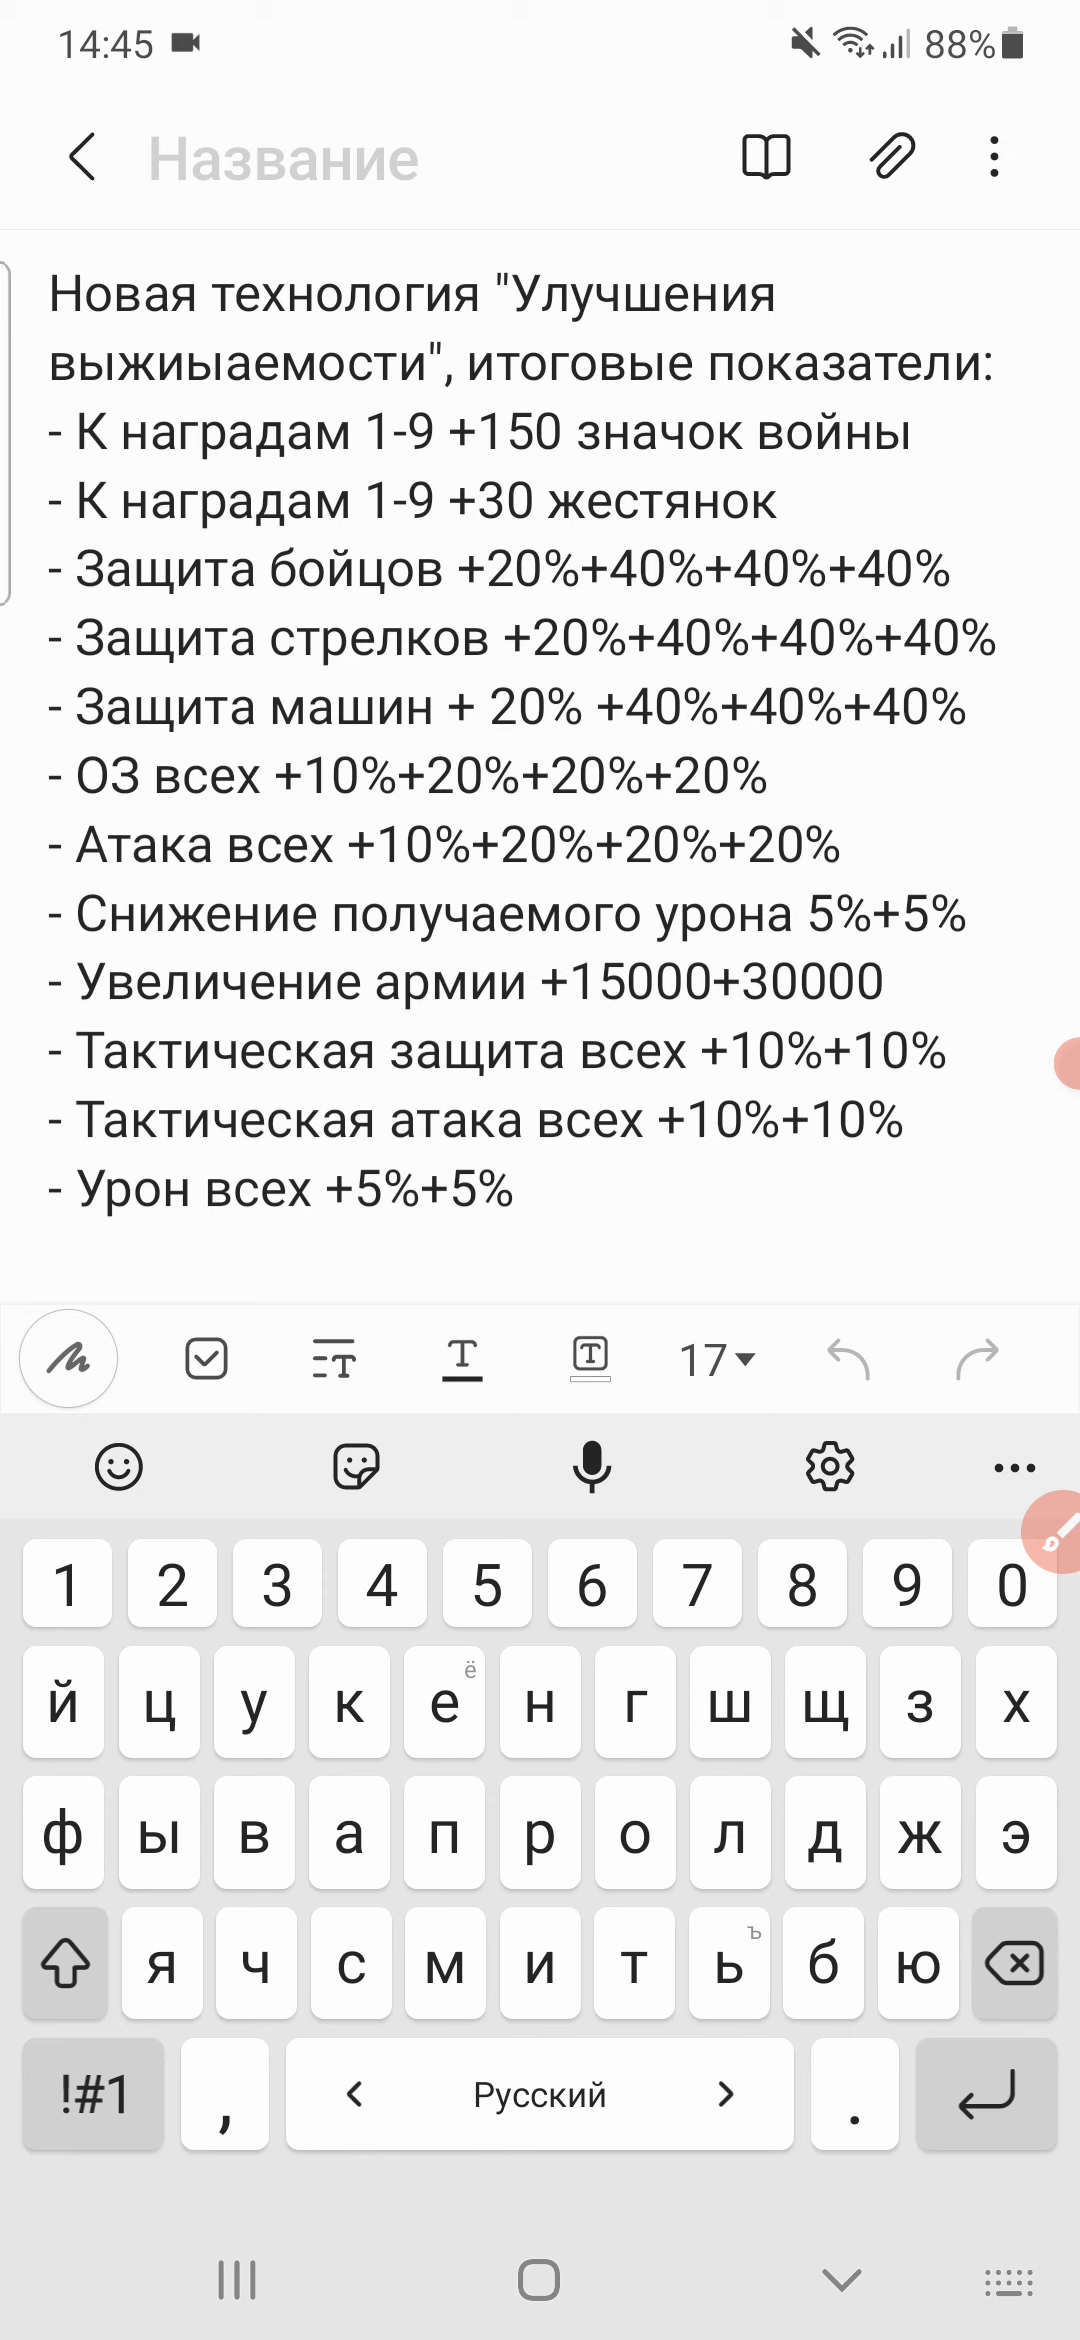 14:45 88%
Название
Новая технология "Улучшения
выжиыаемости", итоговые показатели:
- К наградам 1-9 +150 значок войны
- К наградам 1-9 +30 жестянок
- Защита бойцов +20%+40%+40%+40%
- Защита стрелков +20%+40%+40%+40%
- Защита машин + 20% +40%+40%+40%
- ОЗ всех +10%+20%+20%+20%
- Атака всех +10%+20%+20%+20%
- Снижение получаемого урона 5%+5%
- Увеличение армии +15000+30000
- Тактическая защита всех +10%+10%
- Тактическая атака всех +10%+10%
- Урон всех +5%+5%
17
1 2 3 4 5 6 7 8 9 0
й ц у к е ё н г ш щ з х
ф ы в а п р о л д ж э
я ч с м и т ь ъ б ю
!#1 , Русский .